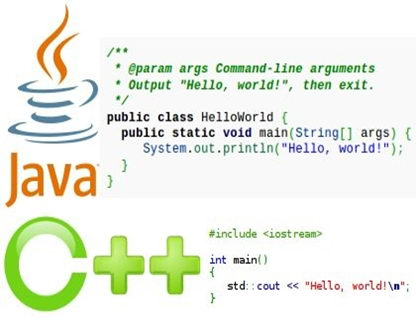 Java
/**
 * @param args Command-line arguments
 * Output "Hello, world!", then exit.
 */
public class HelloWorld {
  public static void main(String[] args) {
    System.out.println("Hello, world!");
  }
}
C++
#include <iostream>
int main()
{
  std::cout << "Hello, world!\n";
}